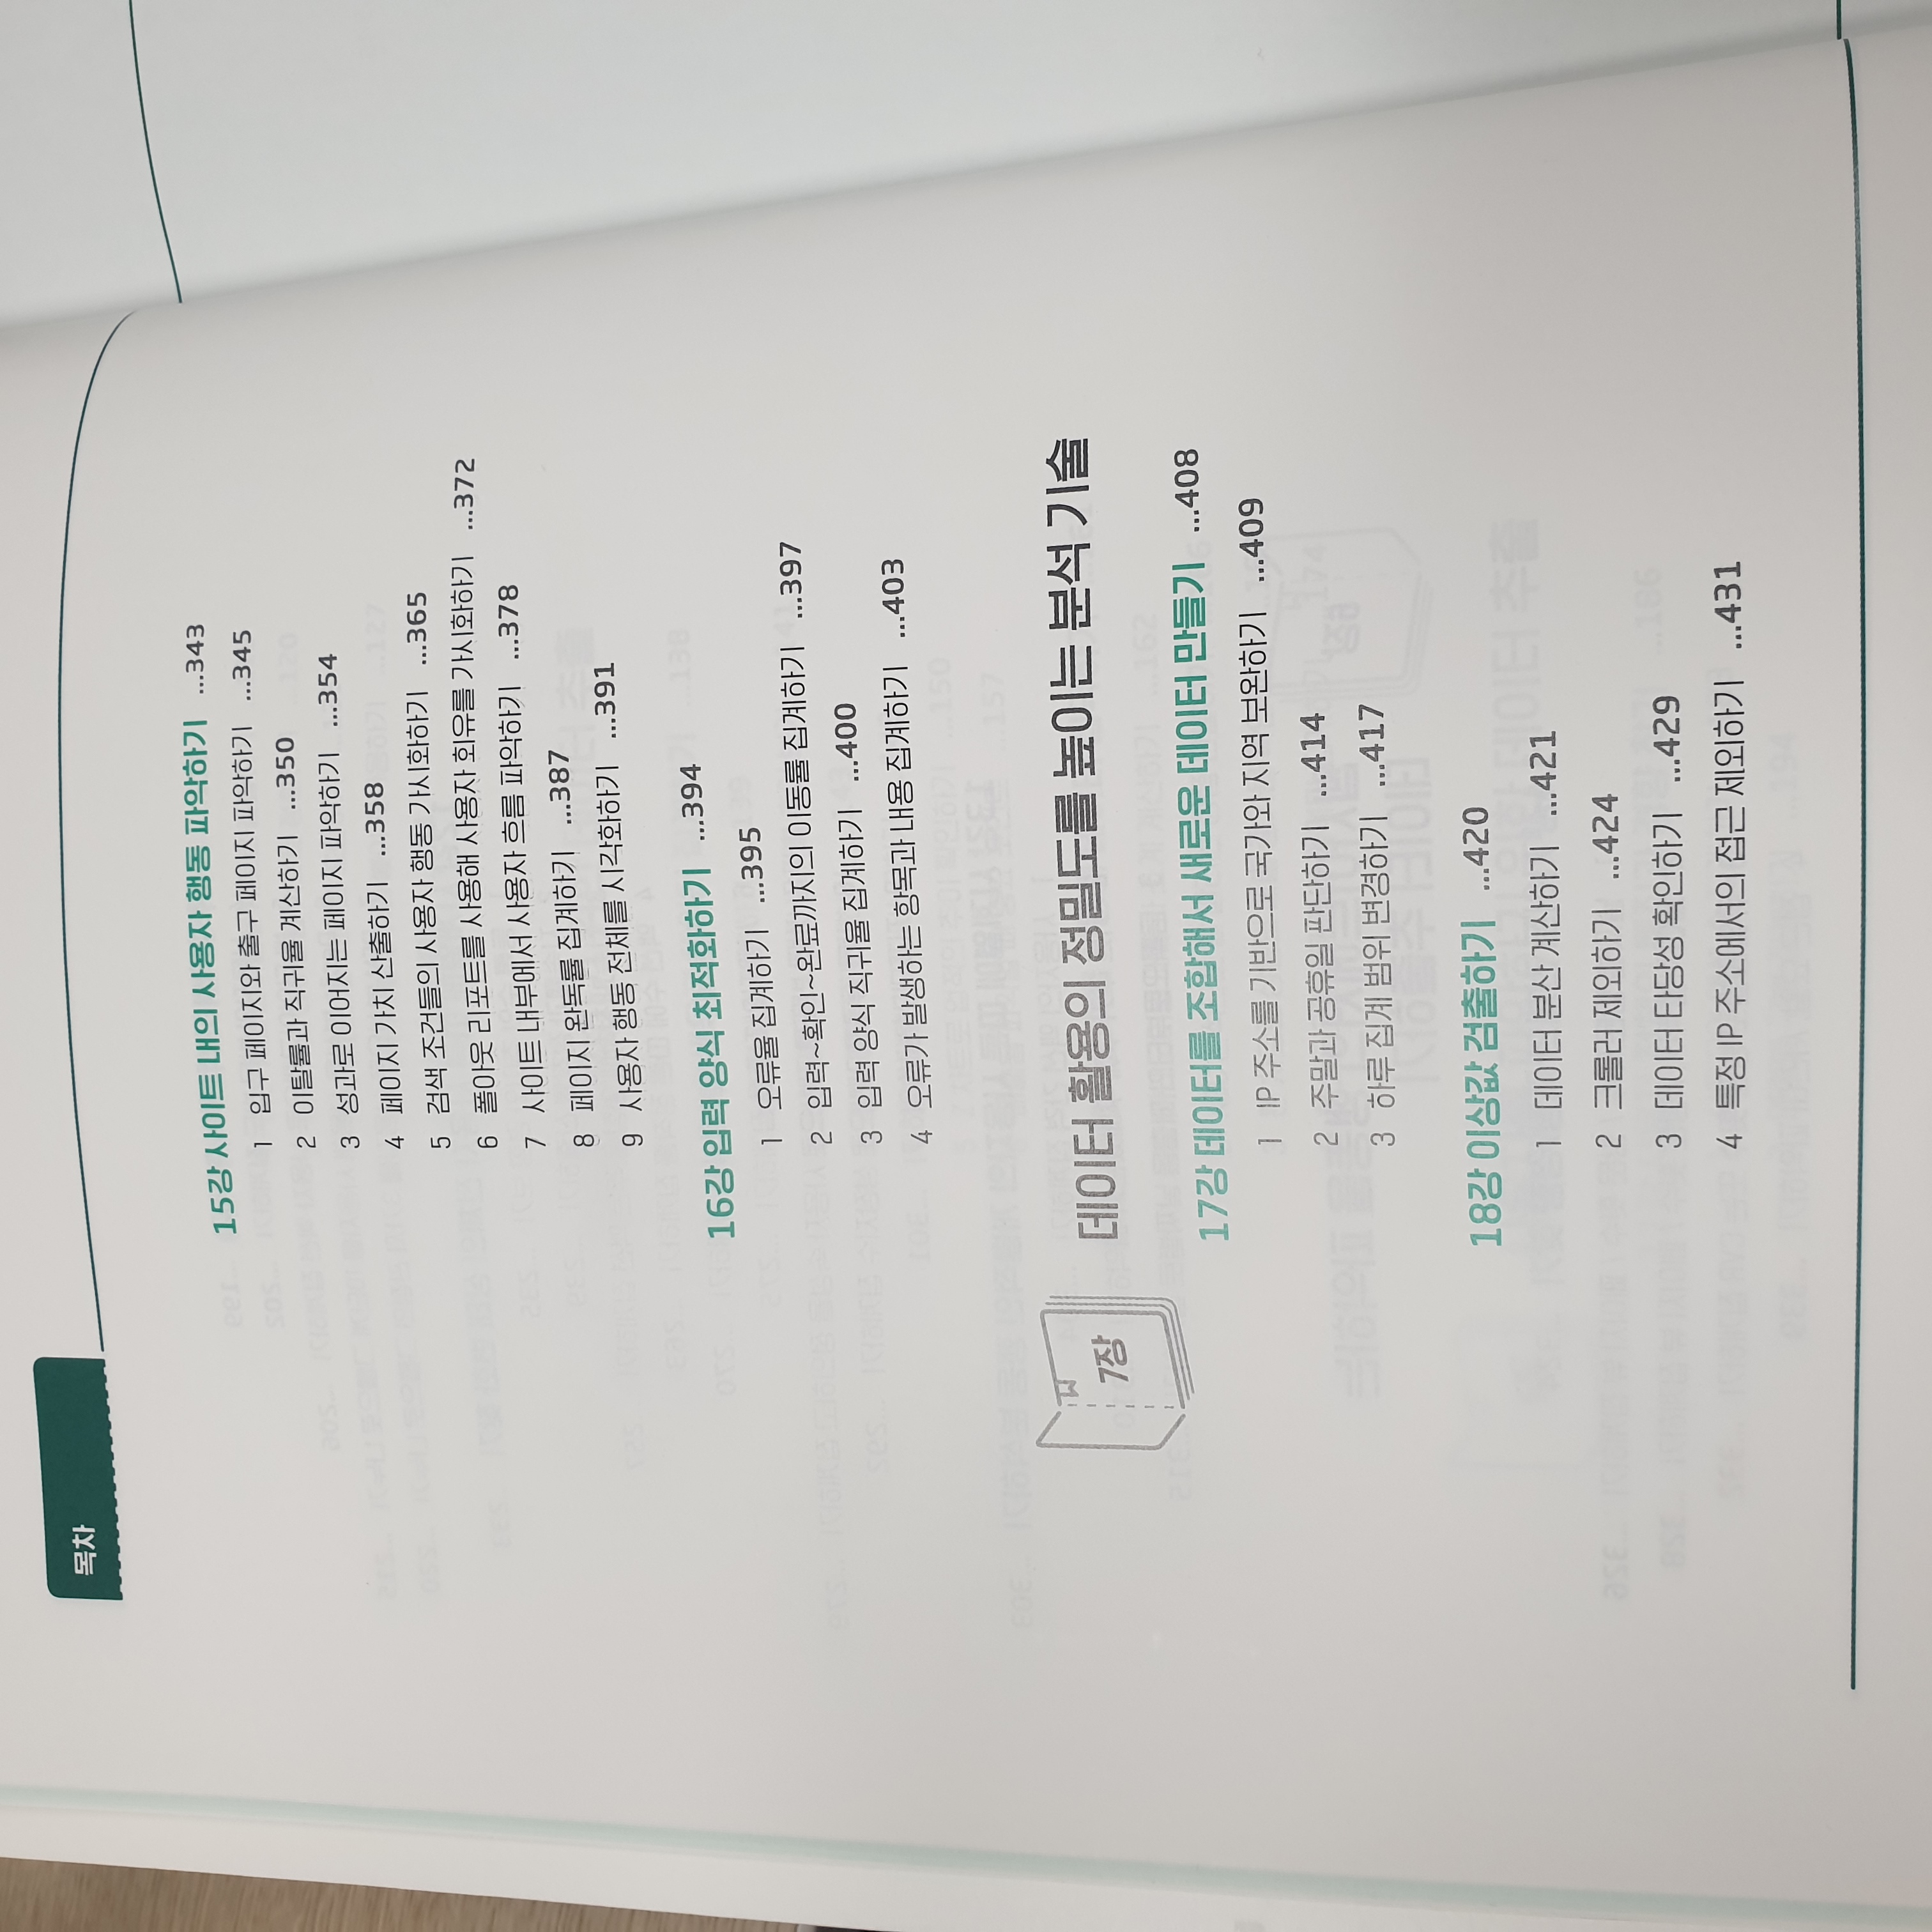 목차
15강 사이트 내의 사용자 행동 파악하기 ...343
1 입구 페이지와 출구 페이지 파악하기 ...345
2 이탈률과 직귀율 계산하기 ...350
3 성과로 이어지는 페이지 파악하기 ...354
4 페이지 가치 산출하기 ...358
5 검색 조건들의 사용자 행동 가시화하기 ...365
6 폴아웃 리포트를 사용해 사용자 회유를 가시화하기 ...372
7 사이트 내부에서 사용자 흐름 파악하기 ...378
8 페이지 완독률 집계하기 ...387
9 사용자 행동 전체를 시각화하기 ...391
16강 입력 양식 최적화하기 ...394
1 오류율 집계하기 ...395
2 입력~확인~완료까지의 이동률 집계하기 ...397
3 입력 양식 직귀율 집계하기 ...400
4 오류가 발생하는 항목과 내용 집계하기 ...403
7장 데이터 활용의 정밀도를 높이는 분석 기술
17강 데이터를 조합해서 새로운 데이터 만들기 ...408
1 IP 주소를 기반으로 국가와 지역 보완하기 ...409
2 주말과 공휴일 판단하기 ...414
3 하루 집계 범위 변경하기 ...417
18강 이상값 검출하기 ...420
1 데이터 분산 계산하기 ...421
2 크롤러 제외하기 ...424
3 데이터 타당성 확인하기 ...429
4 특정 IP 주소에서의 접근 제외하기 ...431